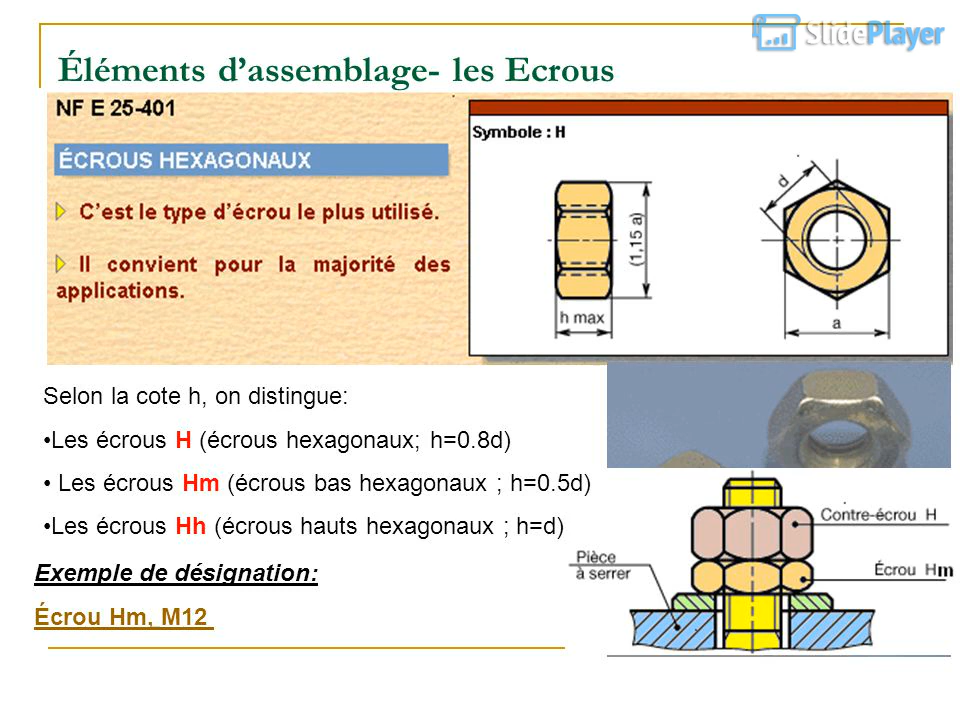 SlidePlayer
Éléments d’assemblage- les Ecrous
NF E 25-401
ÉCROUS HEXAGONAUX
C'est le type d'écrou le plus utilisé.
Il convient pour la majorité des
applications.
Symbole : H
(1,15 a)
h max
d
a
Selon la cote h, on distingue:
•Les écrous H (écrous hexagonaux; h=0.8d)
• Les écrous Hm (écrous bas hexagonaux ; h=0.5d)
•Les écrous Hh (écrous hauts hexagonaux ; h=d)
Exemple de désignation:
Écrou Hm, M12
Contre-écrou H
Écrou Hm
Pièce
à serrer